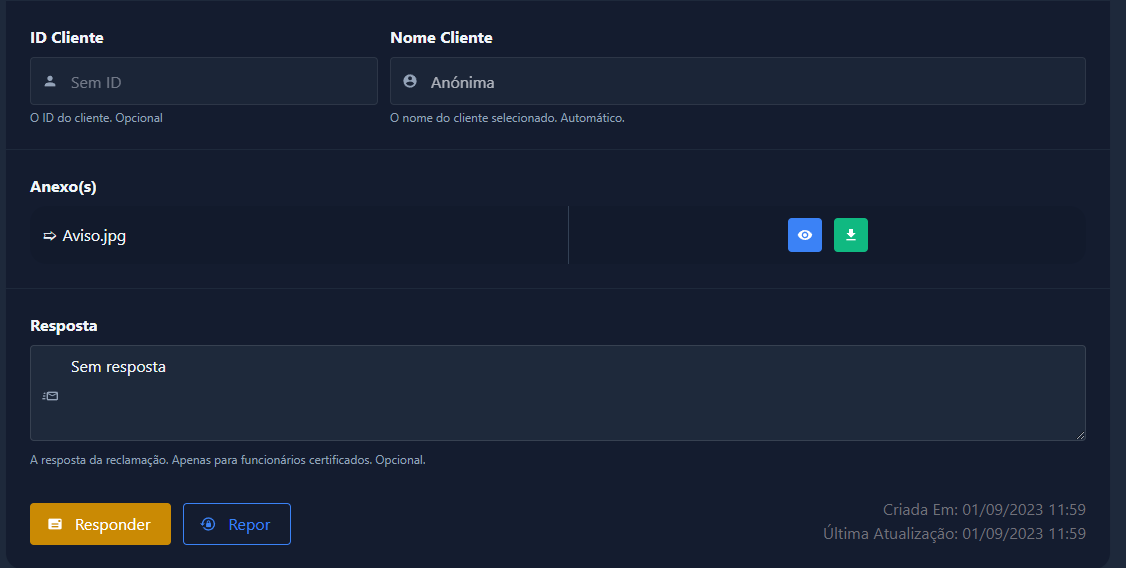 ID Cliente
Nome Cliente
Sem ID
Anónima
O ID do cliente. Opcional
O nome do cliente selecionado. Automático.
Anexo(s)
⇨ Aviso.jpg
Resposta
Sem resposta
A resposta da reclamação. Apenas para funcionários certificados. Opcional.
Responder
Repor
Criada Em: 01/09/2023 11:59
Última Atualização: 01/09/2023 11:59